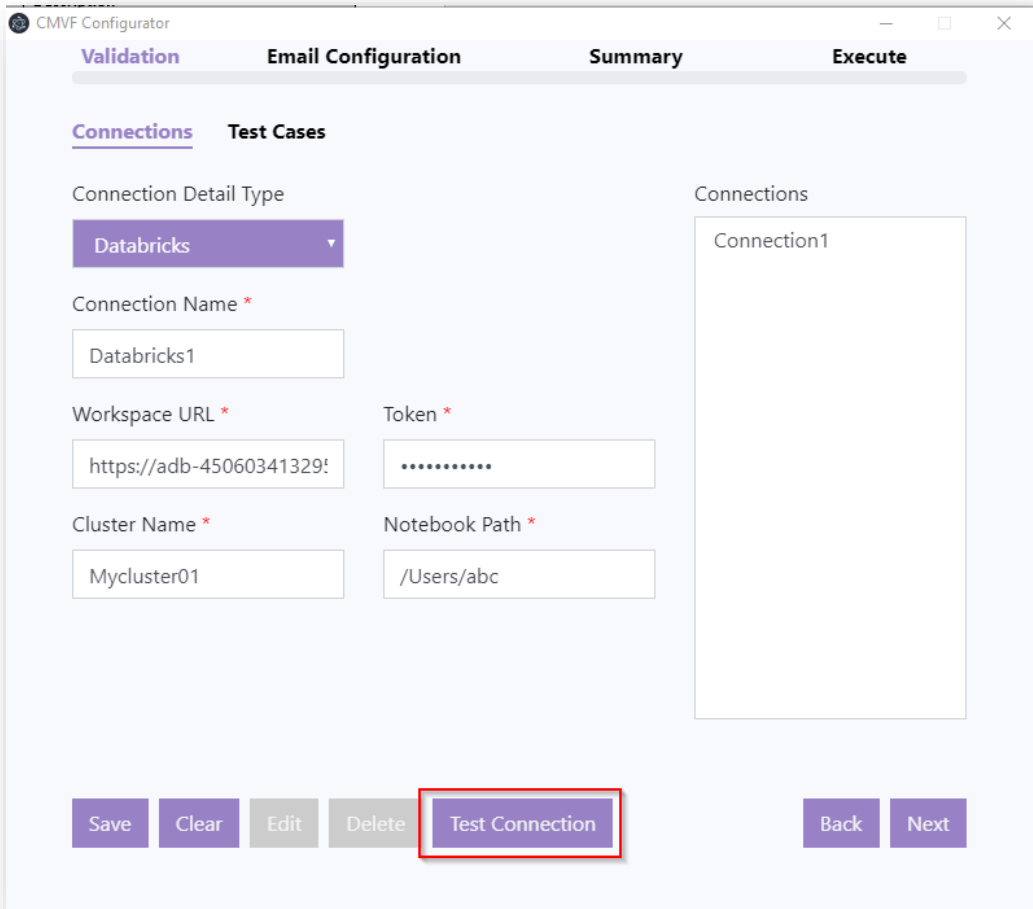 CMVF Configurator
Validation Email Configuration Summary Execute
Connections Test Cases
Connection Detail Type
Databricks
Connection Name *
Databricks1
Workspace URL * Token *
https://adb-45060341329 •••••••••••
Cluster Name * Notebook Path *
Mycluster01 /Users/abc
Connections
Connection1
Save Clear Edit Delete Test Connection Back Next